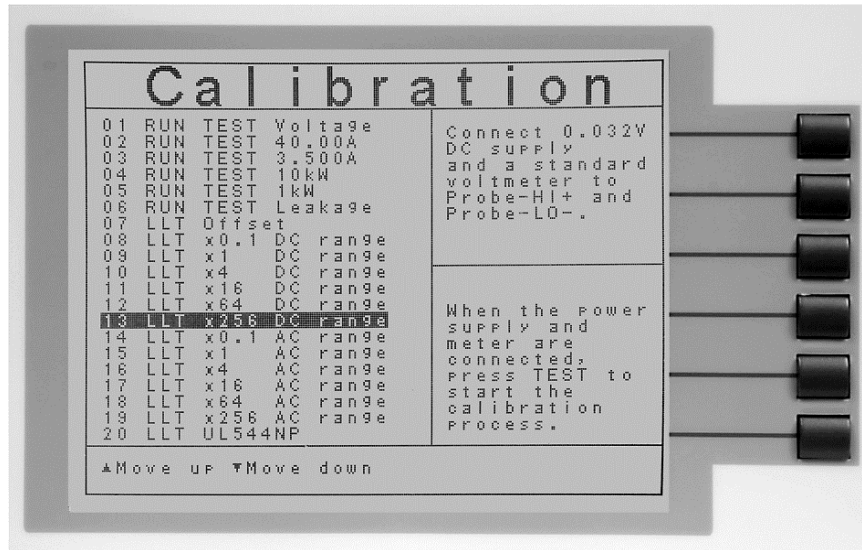 Calibration
01 RUN TEST Voltage
02 RUN TEST 40.00A
03 RUN TEST 3.500A
04 RUN TEST 10kW
05 RUN TEST 1kW
06 RUN TEST Leakage
07 LLT Offset
08 LLT x0.1 DC range
09 LLT x1 DC range
10 LLT x4 DC range
11 LLT x16 DC range
12 LLT x64 DC range
13 LLT x256 DC range
14 LLT x0.1 AC range
15 LLT x1 AC range
16 LLT x4 AC range
17 LLT x16 AC range
18 LLT x64 AC range
19 LLT x256 AC range
20 LLT UL544NP
Connect 0.032V
DC supply
and a standard
voltmeter to
Probe-HI+ and
Probe-LO-.
When the power
supply and
meter are
connected,
press TEST to
start the
calibration
process.
▲Move up ▼Move down